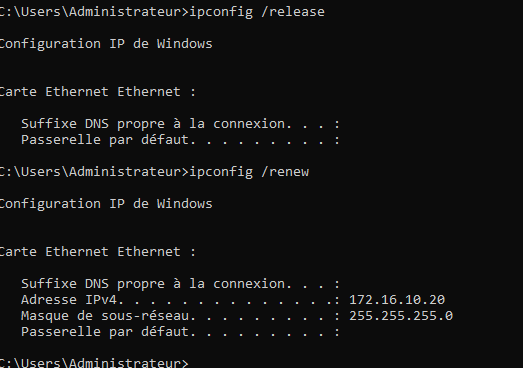 C:\Users\Administrateur>ipconfig /release
Configuration IP de Windows
Carte Ethernet Ethernet :
Suffixe DNS propre à la connexion. . . :
Passerelle par défaut. . . . . . . . . :
C:\Users\Administrateur>ipconfig /renew
Configuration IP de Windows
Carte Ethernet Ethernet :
Suffixe DNS propre à la connexion. . . :
Adresse IPv4. . . . . . . . . . . . . .: 172.16.10.20
Masque de sous-réseau. . . . . . . . . : 255.255.255.0
Passerelle par défaut. . . . . . . . . :
C:\Users\Administrateur>